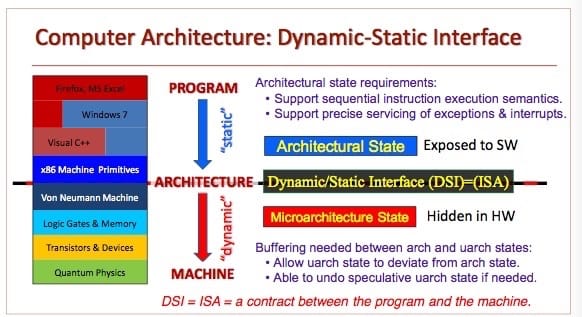 Computer Architecture: Dynamic-Static Interface
Firefox, MS Excel
Windows 7
Visual C++
x86 Machine Primitives
Von Neumann Machine
Logic Gates & Memory
Transistors & Devices
Quantum Physics
PROGRAM
"static"
ARCHITECTURE
"dynamic"
MACHINE
Architectural state requirements:
• Support sequential instruction execution semantics.
• Support precise servicing of exceptions & interrupts.
Architectural State Exposed to SW
Dynamic/Static Interface (DSI)=(ISA)
Microarchitecture State Hidden in HW
Buffering needed between arch and uarch states:
• Allow uarch state to deviate from arch state.
• Able to undo speculative uarch state if needed.
DSI = ISA = a contract between the program and the machine.